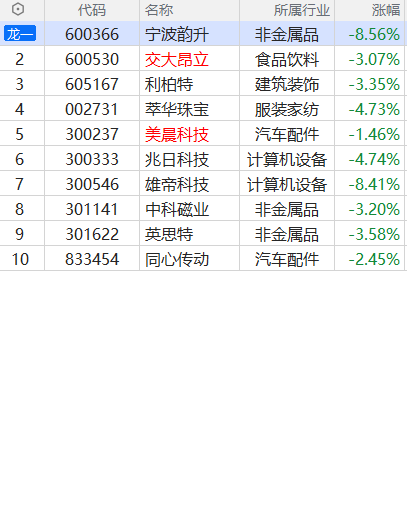 代码 名称 所属行业 涨幅
龙一 600366 宁波韵升 非金属品 -8.56%
2 600530 交大昂立 食品饮料 -3.07%
3 605167 利柏特 建筑装饰 -3.35%
4 002731 萃华珠宝 服装家纺 -4.73%
5 300237 美晨科技 汽车配件 -1.46%
6 300333 兆日科技 计算机设备 -4.74%
7 300546 雄帝科技 计算机设备 -8.41%
8 301141 中科磁业 非金属品 -3.20%
9 301622 英思特 非金属品 -3.58%
10 833454 同心传动 汽车配件 -2.45%